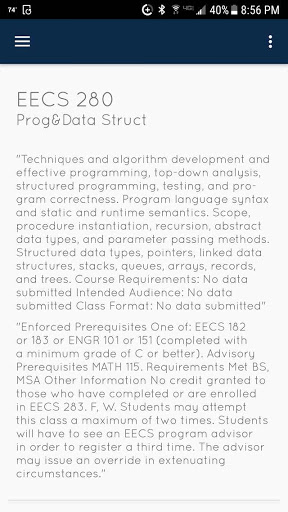 74° 40% 8:56 PM
EECS 280
Prog&Data Struct
"Techniques and algorithm development and
effective programming, top-down analysis,
structured programming, testing, and pro-
gram correctness. Program language syntax
and static and runtime semantics. Scope,
procedure instantiation, recursion, abstract
data types, and parameter passing methods.
Structured data types, pointers, linked data
structures, stacks, queues, arrays, records,
and trees. Course Requirements: No data
submitted Intended Audience: No data
submitted Class Format: No data submitted"
"Enforced Prerequisites One of: EECS 182
or 183 or ENGR 101 or 151 (completed with
a minimum grade of C or better). Advisory
Prerequisites MATH 115. Requirements Met BS,
MSA Other Information No credit granted to
those who have completed or are enrolled
in EECS 283. F, W. Students may attempt
this class a maximum of two times. Students
will have to see an EECS program advisor
in order to register a third time. The advisor
may issue an override in extenuating
circumstances."